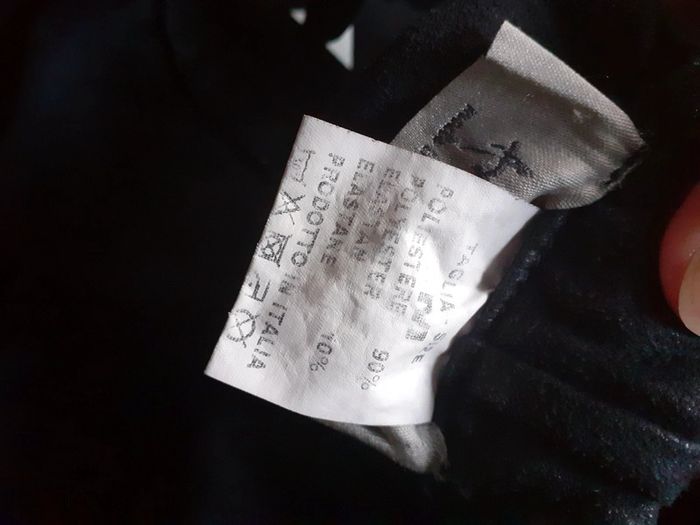 TAGLIA - SIZE
POLIESTERE
POLYESTER 90%
ELASTAN
ELASTANE 10%
PRODOTTO IN ITALIA